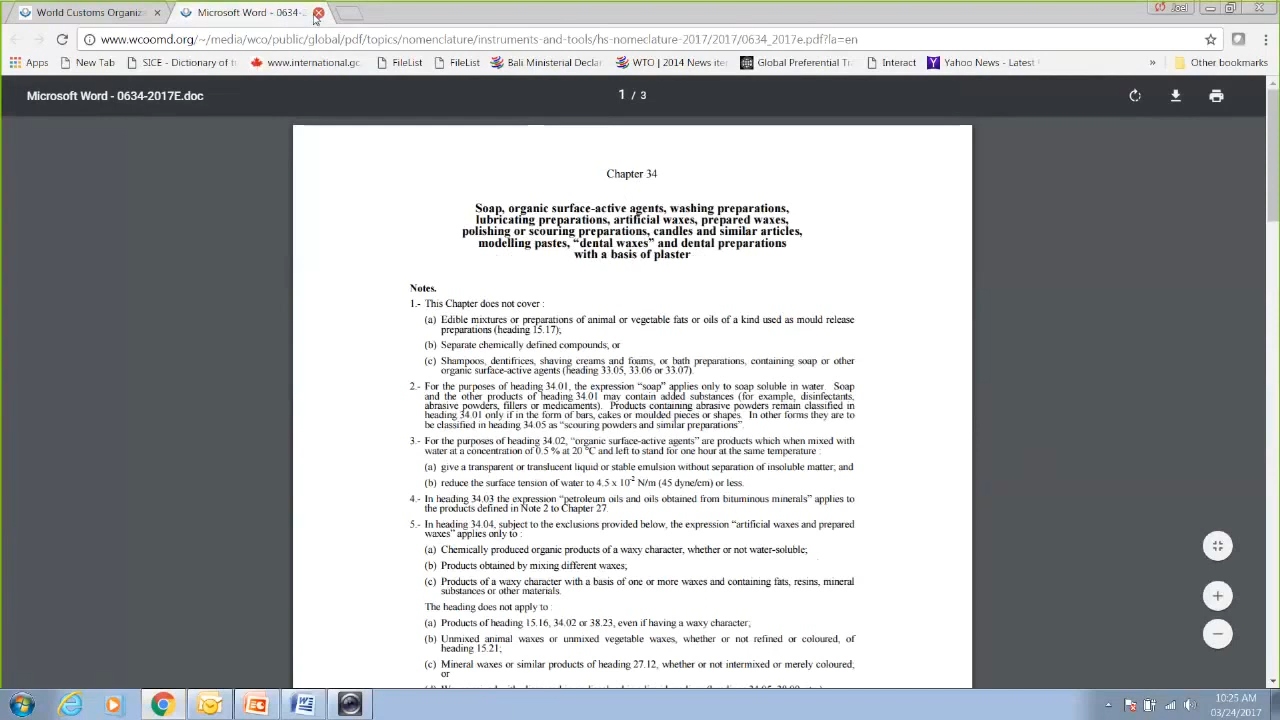 World Customs Organiz
Microsoft Word - 0634-
Joel
www.wcoomd.org/~/media/wco/public/global/pdf/topics/nomenclature/instruments-and-tools/hs-nomeclature-2017/2017/0634_2017e.pdf?la=en
Apps New Tab SICE - Dictionary of t www.international.gc. FileList FileList Bali Ministerial Decla WTO | 2014 News iter Global Preferential Tra Interact Yahoo News - Latest » Other bookmarks
Microsoft Word - 0634-2017E.doc
1 / 3
Chapter 34
Soap, organic surface-active agents, washing preparations,
lubricating preparations, artificial waxes, prepared waxes,
polishing or scouring preparations, candles and similar articles,
modelling pastes, “dental waxes” and dental preparations
with a basis of plaster
Notes.
1.- This Chapter does not cover :
(a) Edible mixtures or preparations of animal or vegetable fats or oils of a kind used as mould release
preparations (heading 15.17);
(b) Separate chemically defined compounds; or
(c) Shampoos, dentifrices, shaving creams and foams, or bath preparations, containing soap or other
organic surface-active agents (heading 33.05, 33.06 or 33.07).
2.- For the purposes of heading 34.01, the expression “soap” applies only to soap soluble in water. Soap
and the other products of heading 34.01 may contain added substances (for example, disinfectants,
abrasive powders, fillers or medicaments). Products containing abrasive powders remain classified in
heading 34.01 only if in the form of bars, cakes or moulded pieces or shapes. In other forms they are to
be classified in heading 34.05 as “scouring powders and similar preparations”.
3.- For the purposes of heading 34.02, “organic surface-active agents” are products which when mixed with
water at a concentration of 0.5 % at 20 °C and left to stand for one hour at the same temperature :
(a) give a transparent or translucent liquid or stable emulsion without separation of insoluble matter; and
(b) reduce the surface tension of water to 4.5 x 10⁻² N/m (45 dyne/cm) or less.
4.- In heading 34.03 the expression “petroleum oils and oils obtained from bituminous minerals” applies to
the products defined in Note 2 to Chapter 27.
5.- In heading 34.04, subject to the exclusions provided below, the expression “artificial waxes and prepared
waxes” applies only to :
(a) Chemically produced organic products of a waxy character, whether or not water-soluble;
(b) Products obtained by mixing different waxes;
(c) Products of a waxy character with a basis of one or more waxes and containing fats, resins, mineral
substances or other materials.
The heading does not apply to :
(a) Products of heading 15.16, 34.02 or 38.23, even if having a waxy character;
(b) Unmixed animal waxes or unmixed vegetable waxes, whether or not refined or coloured, of
heading 15.21;
(c) Mineral waxes or similar products of heading 27.12, whether or not intermixed or merely coloured;
or
10:25 AM
03/24/2017